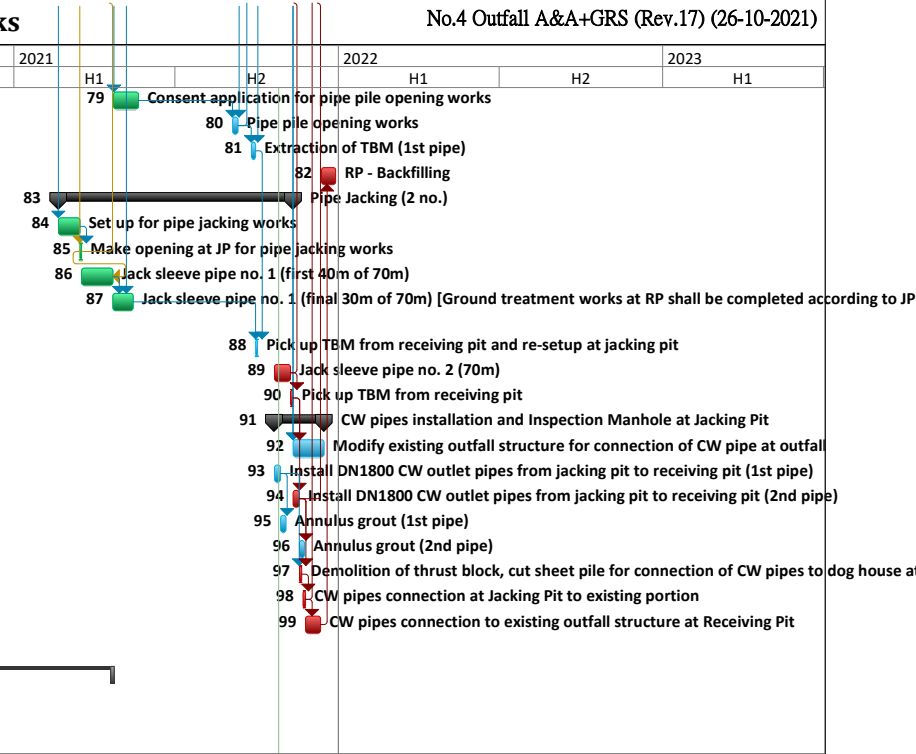 ks
No.4 Outfall A&A+GRS (Rev.17) (26-10-2021)
2021 2022 2023
H1 H2 H1 H2 H1
79 Consent application for pipe pile opening works
80 Pipe pile opening works
81 Extraction of TBM (1st pipe)
82 RP - Backfilling
83 Pipe Jacking (2 no.)
84 Set up for pipe jacking works
85 Make opening at JP for pipe jacking works
86 Jack sleeve pipe no. 1 (first 40m of 70m)
87 Jack sleeve pipe no. 1 (final 30m of 70m) [Ground treatment works at RP shall be completed according to JP
88 Pick up TBM from receiving pit and re-setup at jacking pit
89 Jack sleeve pipe no. 2 (70m)
90 Pick up TBM from receiving pit
91 CW pipes installation and Inspection Manhole at Jacking Pit
92 Modify existing outfall structure for connection of CW pipe at outfall
93 Install DN1800 CW outlet pipes from jacking pit to receiving pit (1st pipe)
94 Install DN1800 CW outlet pipes from jacking pit to receiving pit (2nd pipe)
95 Annulus grout (1st pipe)
96 Annulus grout (2nd pipe)
97 Demolition of thrust block, cut sheet pile for connection of CW pipes to dog house at
98 CW pipes connection at Jacking Pit to existing portion
99 CW pipes connection to existing outfall structure at Receiving Pit